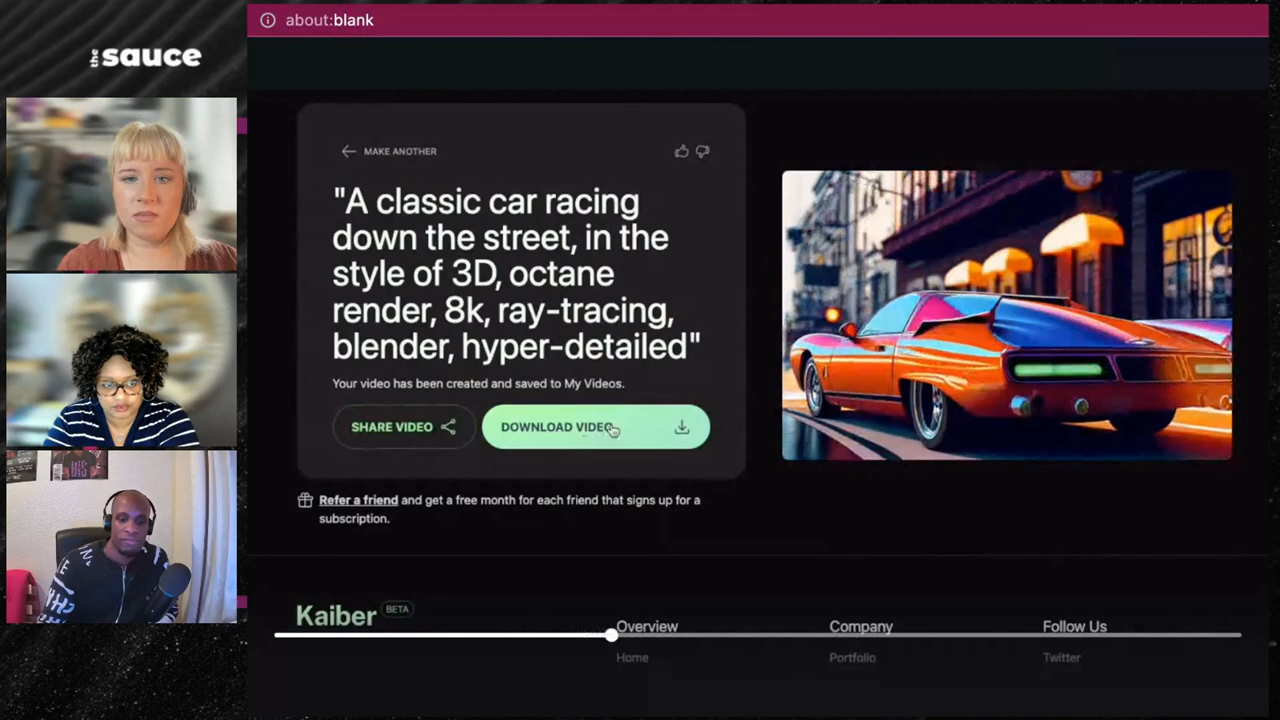 about:blank
the sauce
MAKE ANOTHER
"A classic car racing
down the street, in the
style of 3D, octane
render, 8k, ray-tracing,
blender, hyper-detailed"
Your video has been created and saved to My Videos.
SHARE VIDEO
DOWNLOAD VIDEO
Refer a friend and get a free month for each friend that signs up for a
subscription.
Kaiber BETA
Overview
Company
Follow Us
Home
Portfolio
Twitter